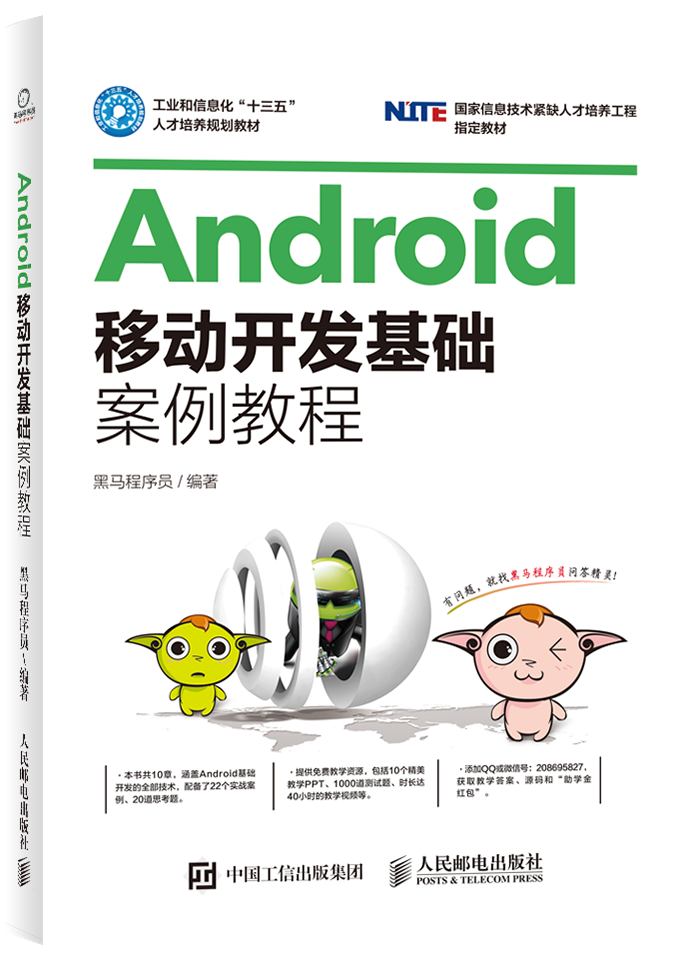 工业和信息化“十三五”
人才培养规划教材
NITE
国家信息技术紧缺人才培养工程
指定教材
Android
移动开发基础
案例教程
黑马程序员 / 编著
有问题，就找黑马程序员问答精灵!
·本书共10章，涵盖Android基础
开发的全部技术，配备了22个实战案
例、20道思考题。
·提供免费教学资源，包括10个精美
教学PPT、1000道测试题、时长达
40小时的教学视频等。
·添加QQ或微信号：208695827，
获取教学答案、源码和“助学金
红包”。
中国工信出版集团
人民邮电出版社
POSTS & TELECOM PRESS
Android移动开发基础案例教程
黑马程序员 / 编著
人民邮电出版社